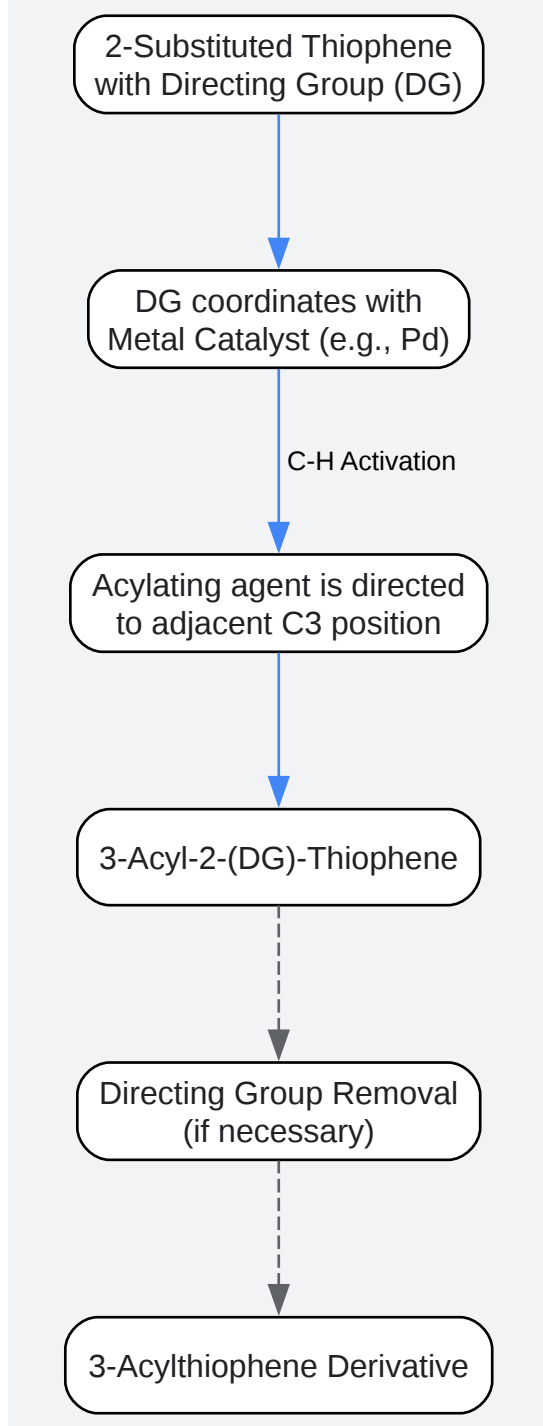 2-Substituted Thiophene
with Directing Group (DG)
DG coordinates with
Metal Catalyst (e.g., Pd)
C-H Activation
Acylating agent is directed
to adjacent C3 position
3-Acyl-2-(DG)-Thiophene
Directing Group Removal
(if necessary)
3-Acylthiophene Derivative